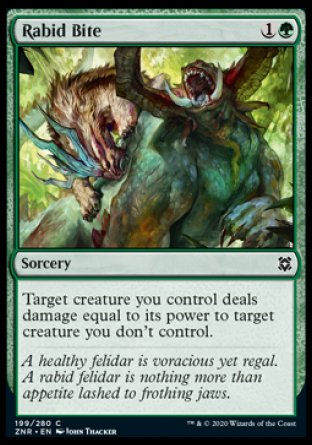 Rabid Bite 1
Sorcery
Target creature you control deals
damage equal to its power to target
creature you don't control.
A healthy felidar is voracious yet regal.
A rabid felidar is nothing more than
appetite lashed to frothing jaws.
199/280 C
ZNR • EN John Thacker ™ & © 2020 Wizards of the Coast